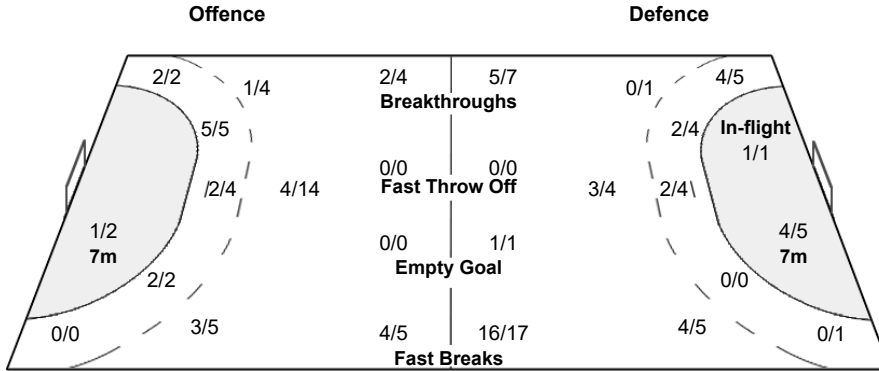 Offence Defence
2/2 1/4 2/4 5/7 0/1 4/5
Breakthroughs
5/5 2/4 In-flight
1/1
0/0 0/0
2/4 4/14 Fast Throw Off 3/4 2/4
1/2 0/0 1/1 4/5
7m Empty Goal 7m
2/2 0/0
0/0 3/5 4/5 16/17 4/5 0/1
Fast Breaks